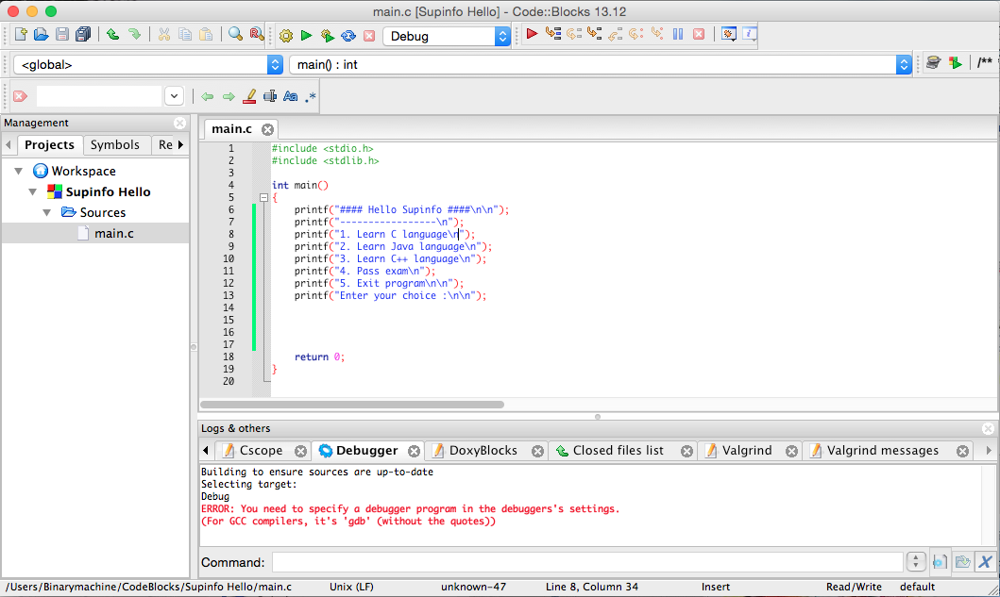 main.c [Supinfo Hello] - Code::Blocks 13.12
Debug
<global>
main() : int
/**
Aa
.*
Management
Projects Symbols Re
Workspace
Supinfo Hello
Sources
main.c
main.c
1 #include <stdio.h>
2 #include <stdlib.h>
3
4 int main()
5 {
6 printf("#### Hello Supinfo ####\n\n");
7 printf("-----------------\n");
8 printf("1. Learn C language\n");
9 printf("2. Learn Java language\n");
10 printf("3. Learn C++ language\n");
11 printf("4. Pass exam\n");
12 printf("5. Exit program\n\n");
13 printf("Enter your choice :\n\n");
14
15
16
17
18 return 0;
19 }
20
Logs & others
Cscope Debugger DoxyBlocks Closed files list Valgrind Valgrind messages
Building to ensure sources are up-to-date
Selecting target:
Debug
ERROR: You need to specify a debugger program in the debuggers's settings.
(For GCC compilers, it's 'gdb' (without the quotes))
Command:
/Users/Binarymachine/CodeBlocks/Supinfo Hello/main.c Unix (LF) unknown-47 Line 8, Column 34 Insert Read/Write default